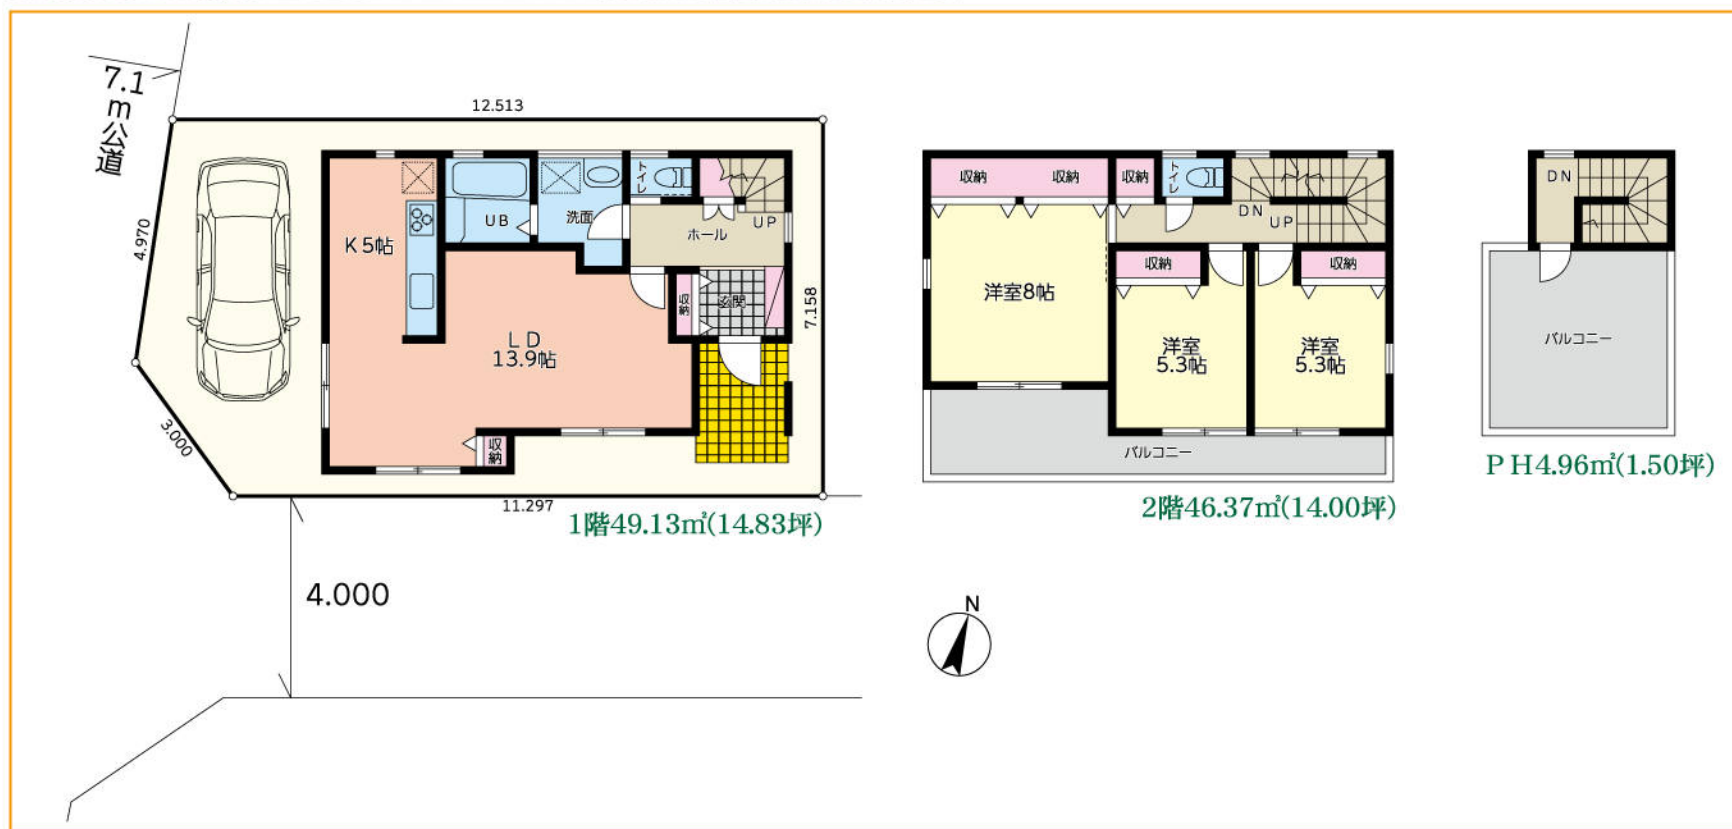 7.1m公道
12.513
4.970
3.000
11.297
7.158
K 5帖
UB
洗面
トイレ
UP
ホール
収納
玄関
LD
13.9帖
収納
1階49.13㎡(14.83坪)
4.000
収納
収納
収納
トイレ
DN
UP
洋室8帖
収納
収納
洋室
5.3帖
洋室
5.3帖
バルコニー
2階46.37㎡(14.00坪)
DN
バルコニー
PH4.96㎡(1.50坪)
N